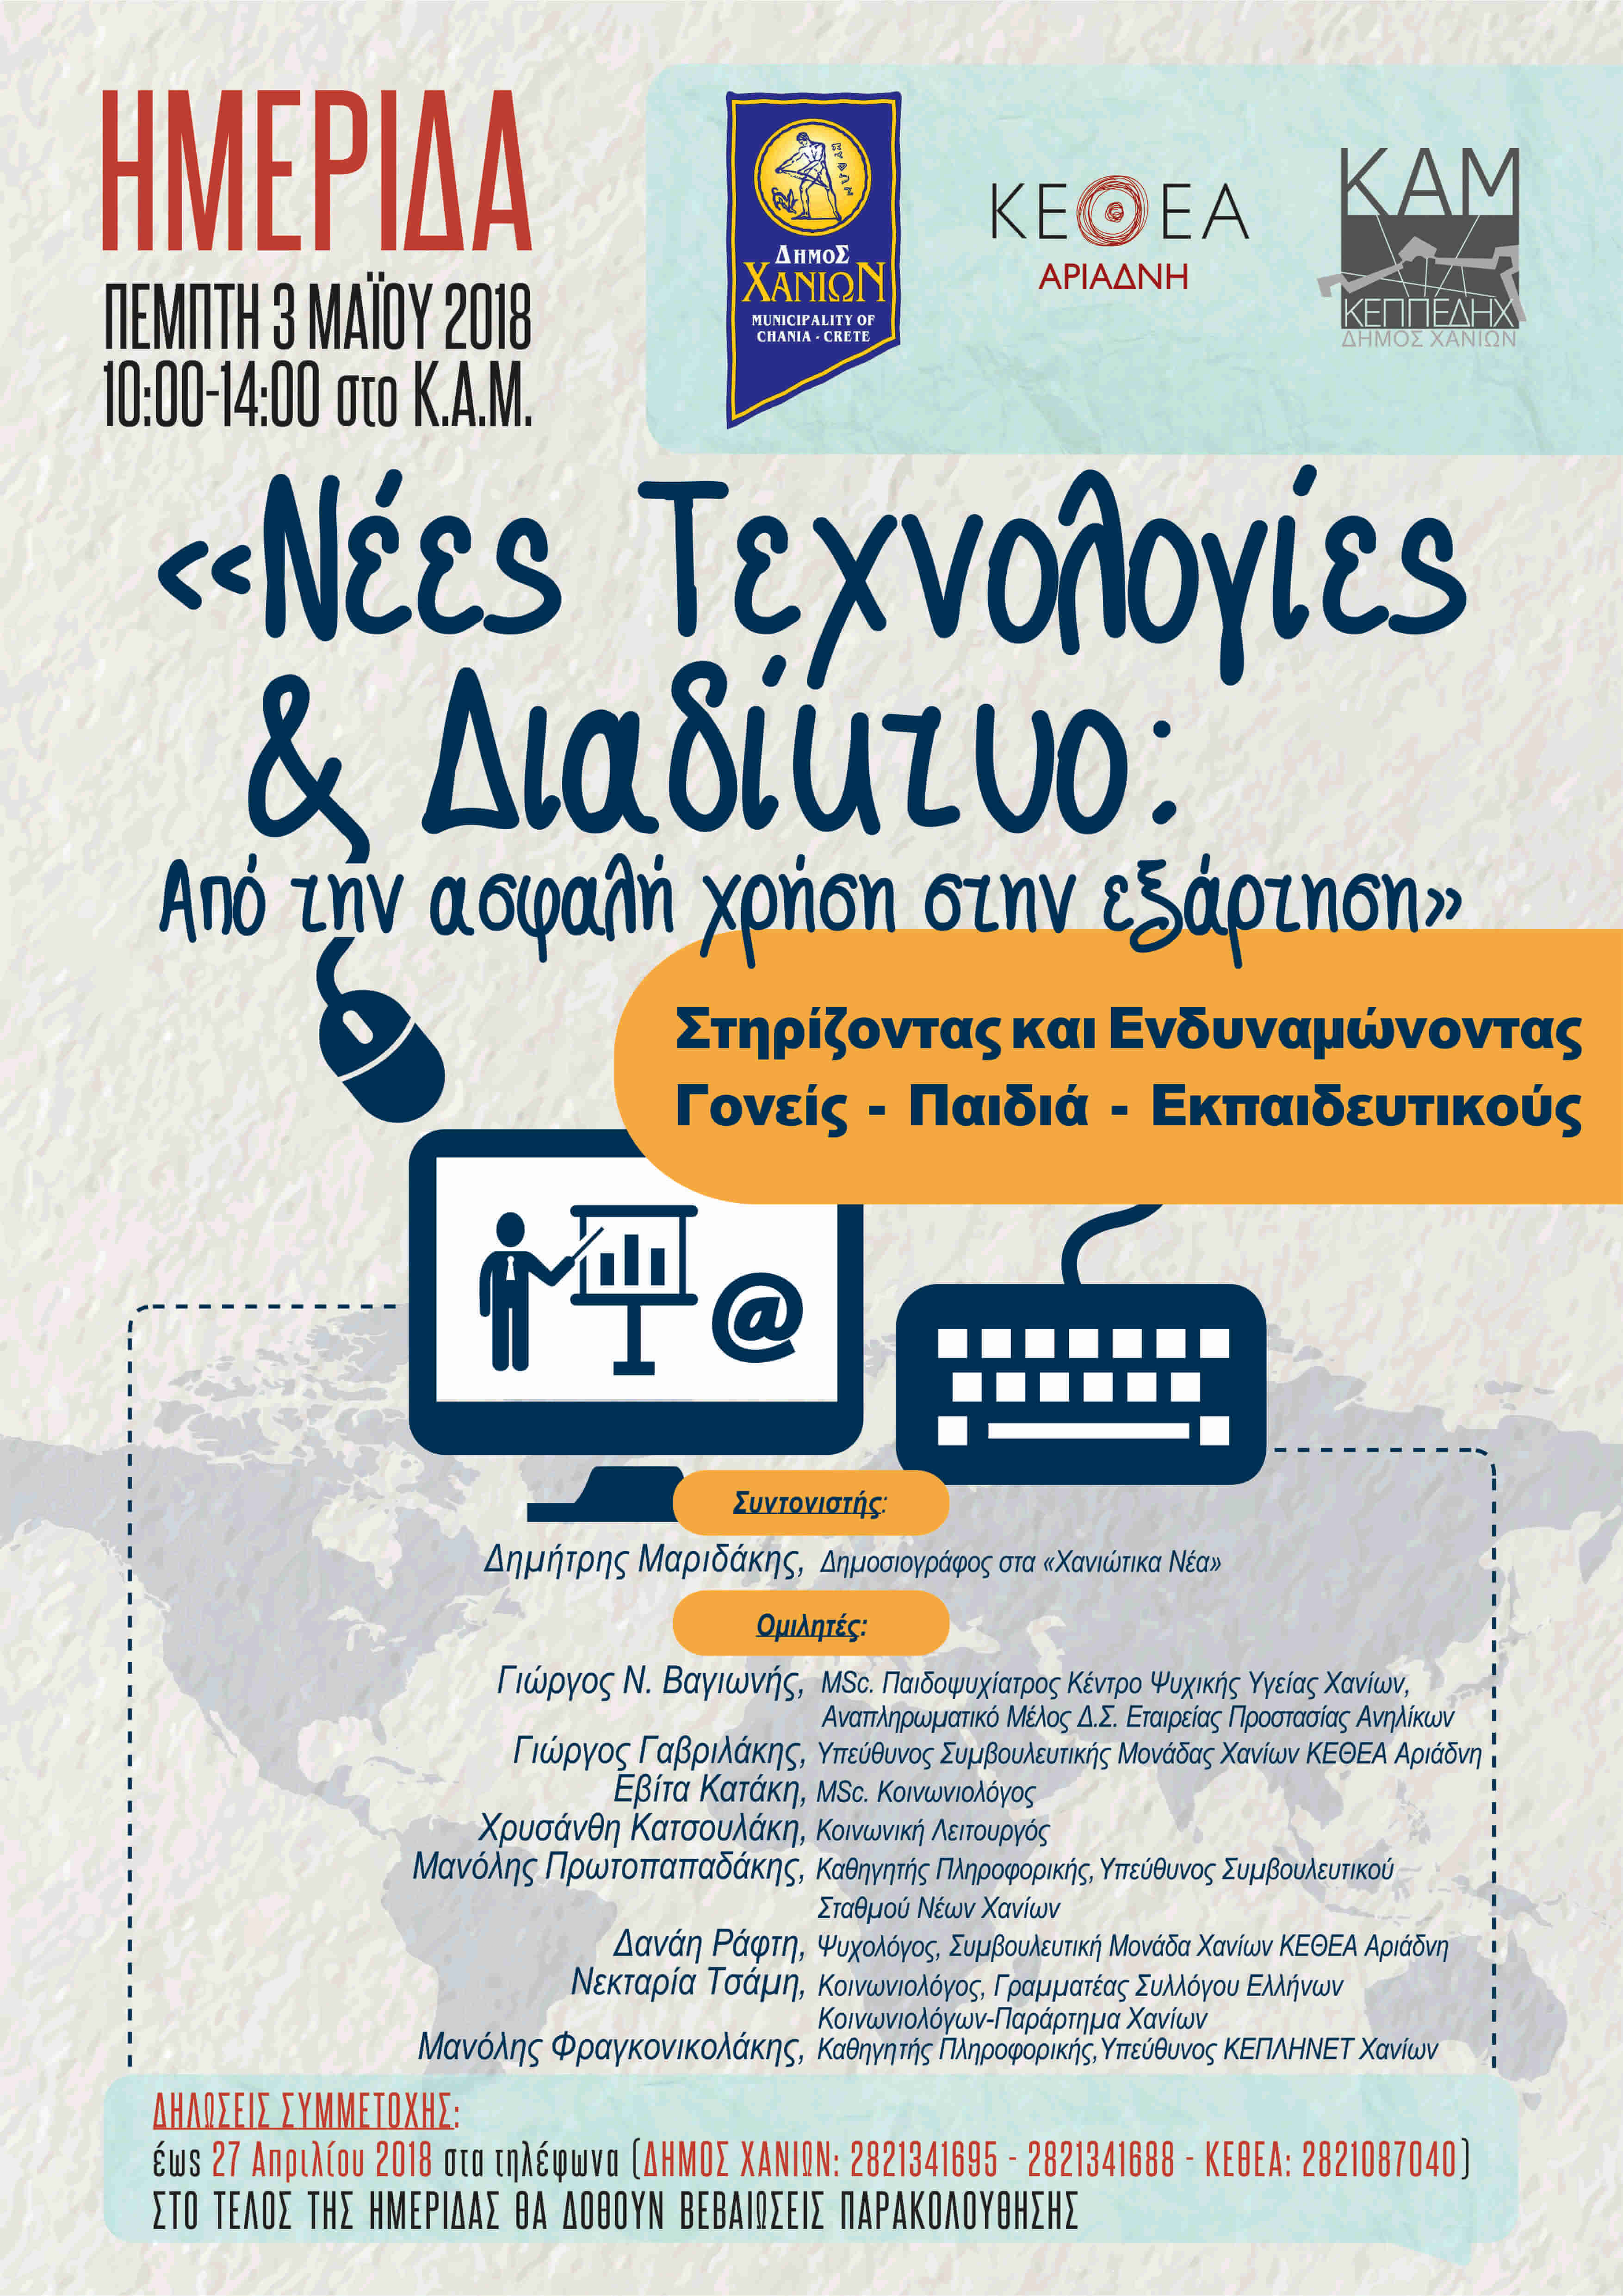 ΗΜΕΡΙΔΑ
ΠΕΜΠΤΗ 3 ΜΑΪΟΥ 2018
10:00-14:00 στο Κ.Α.Μ.
ΚΥΔΩΝ
ΔΗΜΟΣ
ΧΑΝΙΩΝ
MUNICIPALITY OF
CHANIA - CRETE
ΚΕΘΕΑ
ΑΡΙΑΔΝΗ
ΚΑΜ
ΚΕΠΠΕΔΗΧ
ΔΗΜΟΣ ΧΑΝΙΩΝ
«Νέες Τεχνολογίες
& Διαδίκτυο:
Από την ασφαλή χρήση στην εξάρτηση»
Στηρίζοντας και Ενδυναμώνοντας
Γονείς - Παιδιά - Εκπαιδευτικούς
@
Συντονιστής:
Δημήτρης Μαριδάκης, Δημοσιογράφος στα «Χανιώτικα Νέα»
Ομιλητές:
Γιώργος Ν. Βαγιωνής, MSc. Παιδοψυχίατρος Κέντρο Ψυχικής Υγείας Χανίων,
Αναπληρωματικό Μέλος Δ.Σ. Εταιρείας Προστασίας Ανηλίκων
Γιώργος Γαβριλάκης, Υπεύθυνος Συμβουλευτικής Μονάδας Χανίων ΚΕΘΕΑ Αριάδνη
Εβίτα Κατάκη, MSc. Κοινωνιολόγος
Χρυσάνθη Κατσουλάκη, Κοινωνική Λειτουργός
Μανόλης Πρωτοπαπαδάκης, Καθηγητής Πληροφορικής, Υπεύθυνος Συμβουλευτικού
Σταθμού Νέων Χανίων
Δανάη Ράφτη, Ψυχολόγος, Συμβουλευτική Μονάδα Χανίων ΚΕΘΕΑ Αριάδνη
Νεκταρία Τσάμη, Κοινωνιολόγος, Γραμματέας Συλλόγου Ελλήνων
Κοινωνιολόγων-Παράρτημα Χανίων
Μανόλης Φραγκονικολάκης, Καθηγητής Πληροφορικής, Υπεύθυνος ΚΕΠΛΗΝΕΤ Χανίων
ΔΗΛΩΣΕΙΣ ΣΥΜΜΕΤΟΧΗΣ:
έως 27 Απριλίου 2018 στα τηλέφωνα (ΔΗΜΟΣ ΧΑΝΙΩΝ: 2821341695 - 2821341688 - ΚΕΘΕΑ: 2821087040)
ΣΤΟ ΤΕΛΟΣ ΤΗΣ ΗΜΕΡΙΔΑΣ ΘΑ ΔΟΘΟΥΝ ΒΕΒΑΙΩΣΕΙΣ ΠΑΡΑΚΟΛΟΥΘΗΣΗΣ